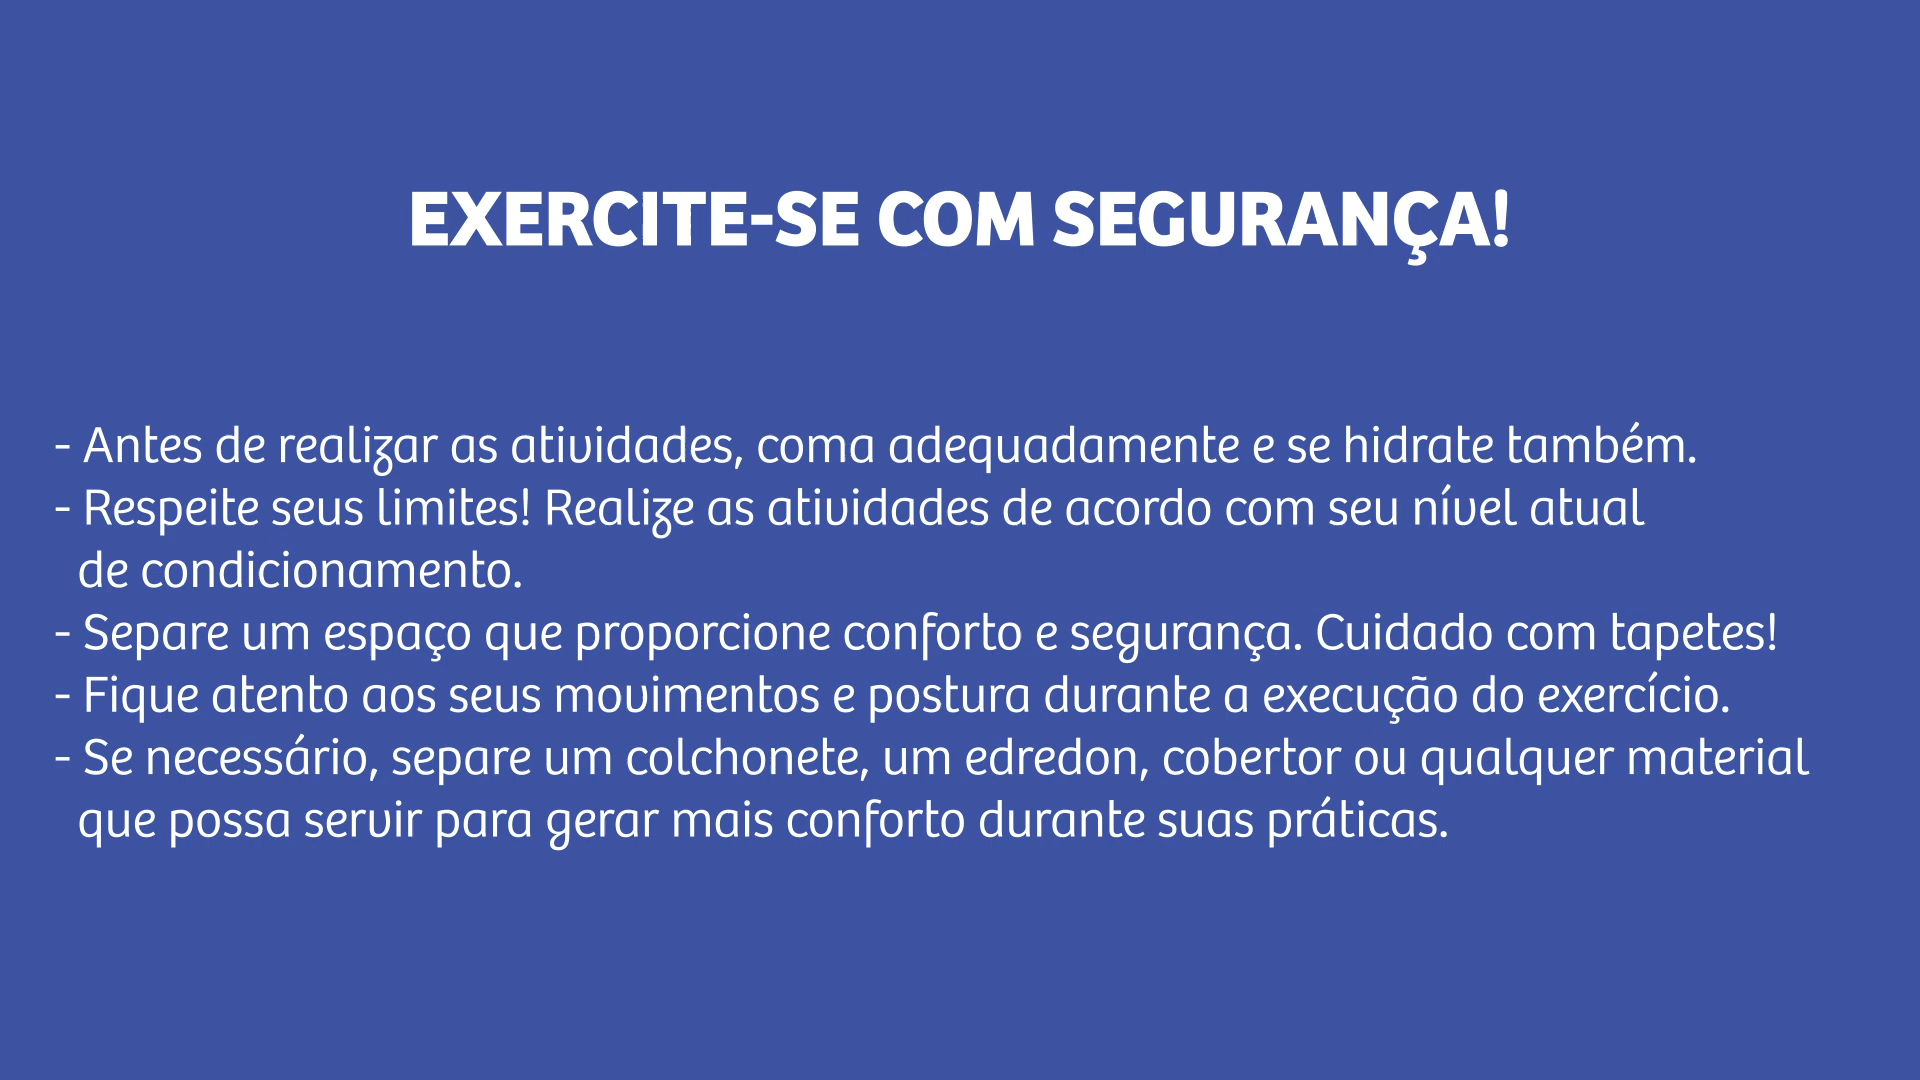 EXERCITE-SE COM SEGURANÇA!
- Antes de realizar as atividades, coma adequadamente e se hidrate também.
- Respeite seus limites! Realize as atividades de acordo com seu nível atual
de condicionamento.
- Separe um espaço que proporcione conforto e segurança. Cuidado com tapetes!
- Fique atento aos seus movimentos e postura durante a execução do exercício.
- Se necessário, separe um colchonete, um edredon, cobertor ou qualquer material
que possa servir para gerar mais conforto durante suas práticas.